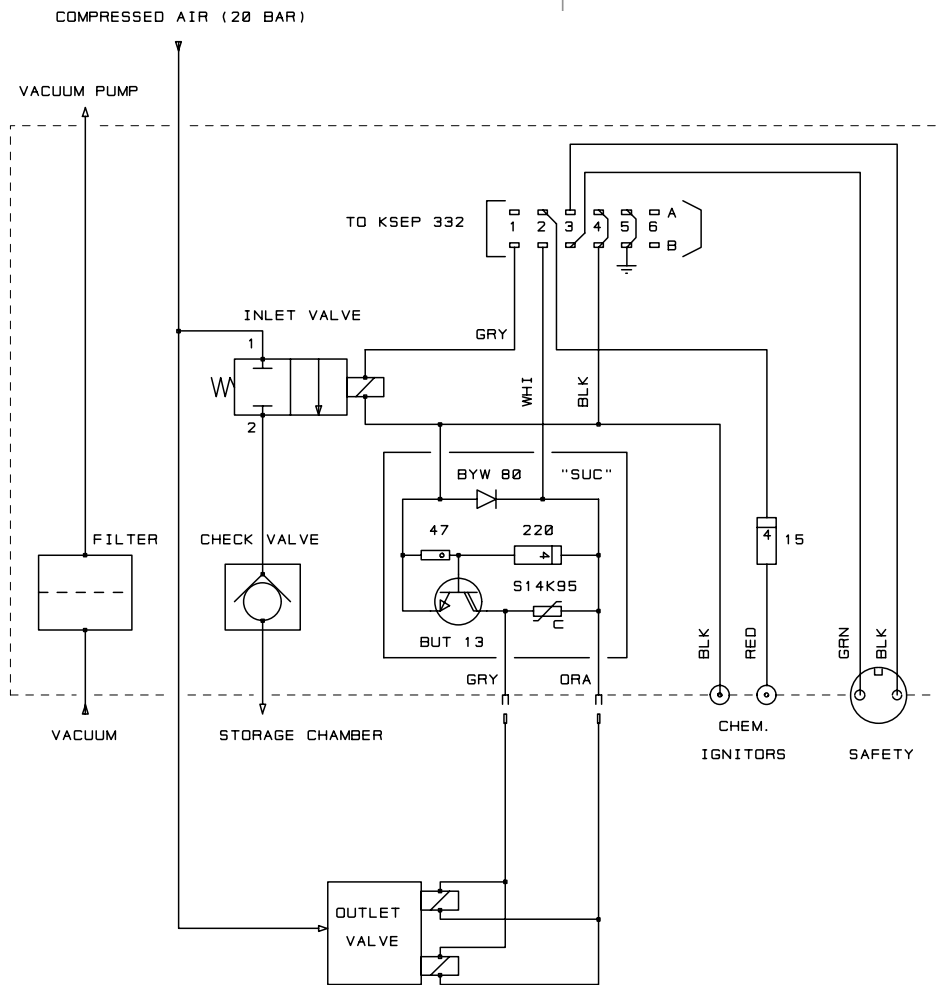 COMPRESSED AIR (20 BAR)
VACUUM PUMP
TO KSEP 332
1 2 3 4 5 6
A
B
INLET VALVE
1
2
GRY
WHI
BLK
BYW 80
"SUC"
FILTER
CHECK VALVE
47
220
4
S14K95
C
BUT 13
4
15
GRY
ORA
BLK
RED
GRN
BLK
VACUUM
STORAGE CHAMBER
CHEM.
IGNITORS
SAFETY
OUTLET
VALVE